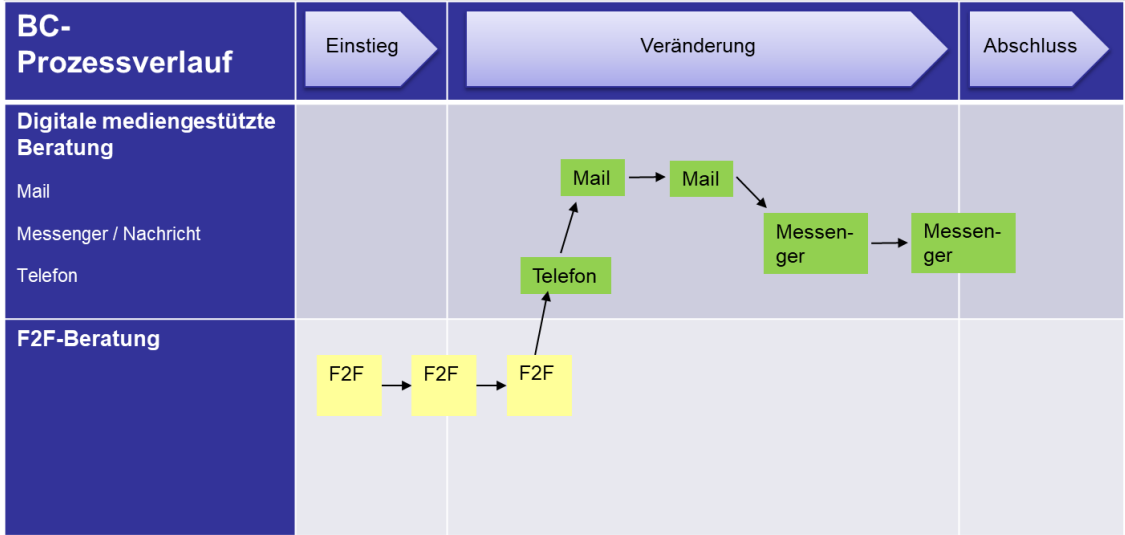 BC-
Prozessverlauf
Einstieg
Veränderung
Abschluss
Digitale mediengestützte
Beratung
Mail
Messenger / Nachricht
Telefon
Mail
Mail
Messen-
ger
Messen-
ger
Telefon
F2F-Beratung
F2F
F2F
F2F